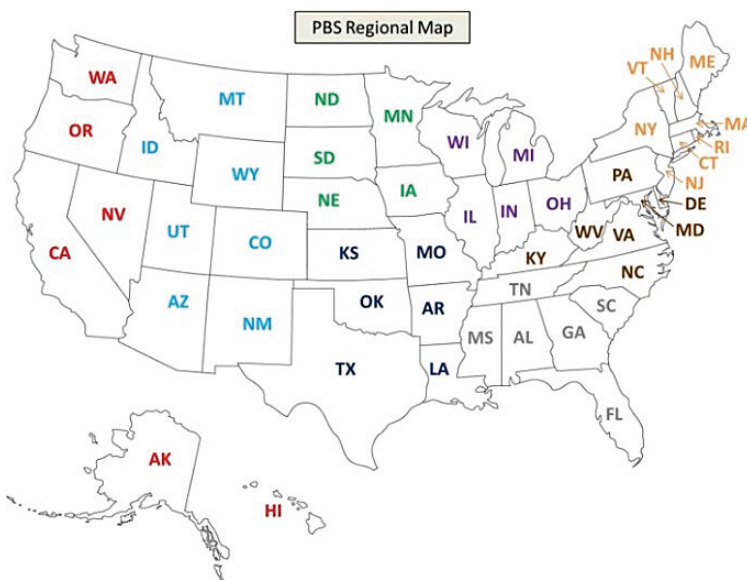 PBS Regional Map
WA
MT
ND
MN
VT
NH
ME
OR
ID
WY
SD
WI
MI
NY
MA
RI
CT
NJ
NE
IA
PA
DE
MD
NV
UT
CO
IL
IN
OH
WV
VA
CA
KS
MO
KY
NC
AZ
NM
OK
AR
TN
SC
MS
AL
GA
TX
LA
FL
AK
HI